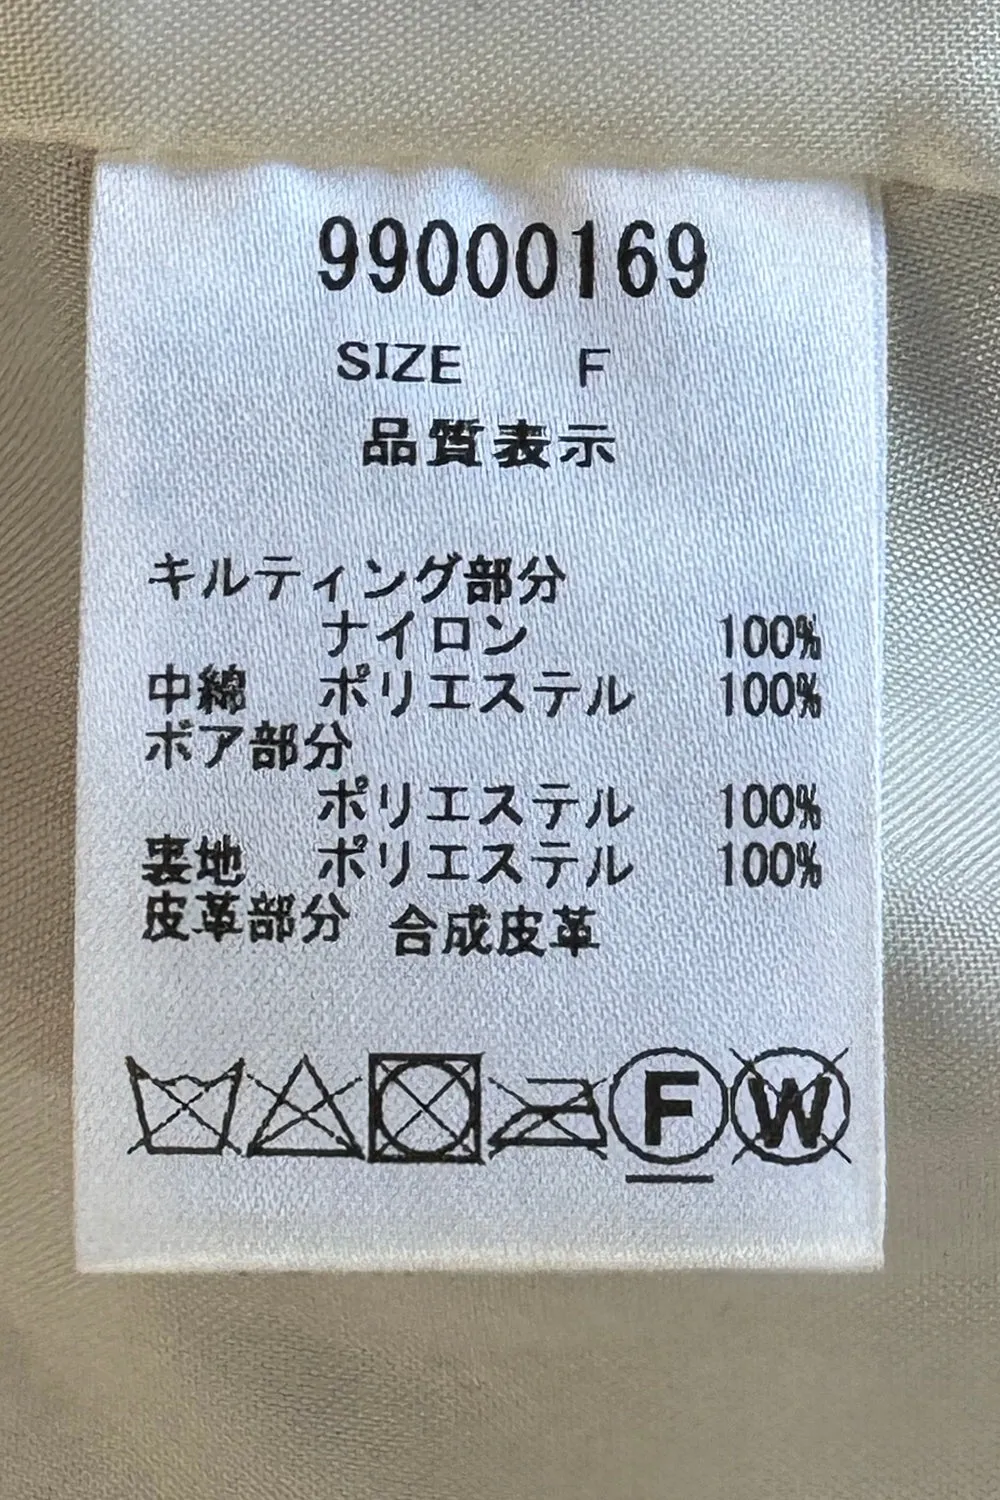 99000169
SIZE F
品質表示
キルティング部分
ナイロン 100%
中綿 ポリエステル 100%
ボア部分
ポリエステル 100%
裏地 ポリエステル 100%
皮革部分 合成皮革
F W